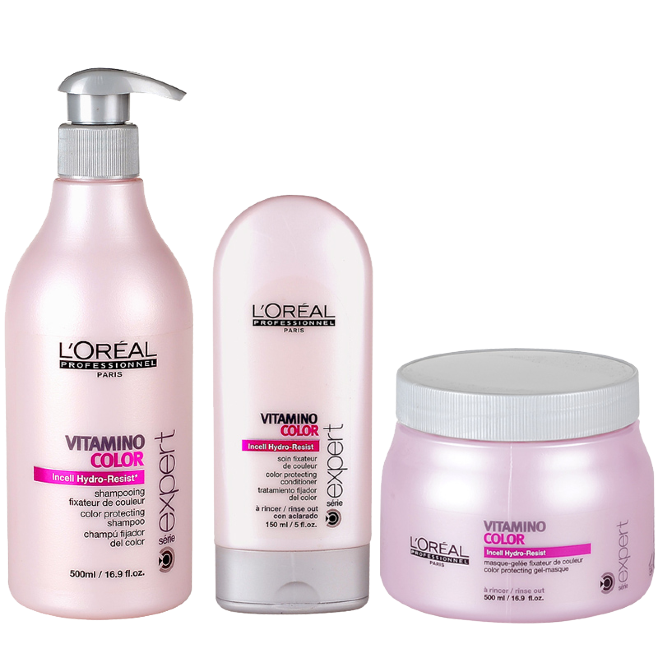 L'ORÉAL
PROFESSIONNEL
PARIS
VITAMINO
COLOR
Incell Hydro-Resist*
shampooing
fixateur de couleur
color protecting
shampoo
champú fijador
del color
500ml / 16.9 fl.oz.
série expert
L'ORÉAL
PROFESSIONNEL
PARIS
VITAMINO
COLOR
Incell Hydro-Resist
soin fixateur
de couleur
color protecting
conditioner
tratamiento fijador
del color
à rincer / rinse out
con aclarado
150 ml / 5 fl.oz.
série expert
L'ORÉAL
PROFESSIONNEL
PARIS
VITAMINO
COLOR
Incell Hydro-Resist
masque-gelée fixateur de couleur
color protecting gel-masque
à rincer / rinse out
500 ml / 16.9 fl.oz.
série expert